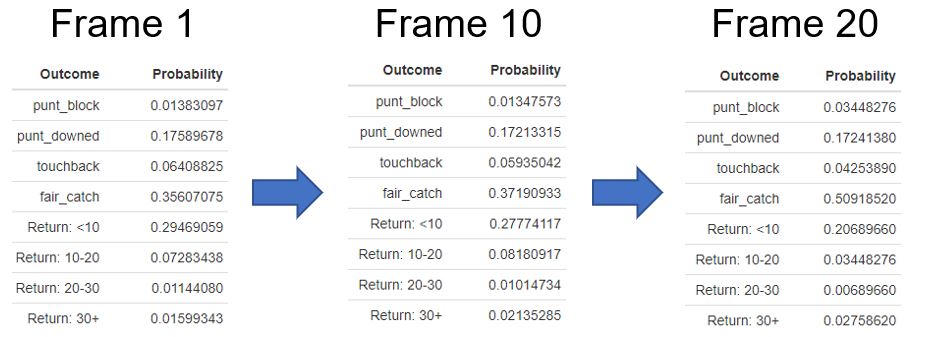 Frame 1
Outcome Probability
punt_block 0.01383097
punt_downed 0.17589678
touchback 0.06408825
fair_catch 0.35607075
Return: <10 0.29469059
Return: 10-20 0.07283438
Return: 20-30 0.01144080
Return: 30+ 0.01599343
Frame 10
Outcome Probability
punt_block 0.01347573
punt_downed 0.17213315
touchback 0.05935042
fair_catch 0.37190933
Return: <10 0.27774117
Return: 10-20 0.08180917
Return: 20-30 0.01014734
Return: 30+ 0.02135285
Frame 20
Outcome Probability
punt_block 0.03448276
punt_downed 0.17241380
touchback 0.04253890
fair_catch 0.50918520
Return: <10 0.20689660
Return: 10-20 0.03448276
Return: 20-30 0.00689660
Return: 30+ 0.02758620